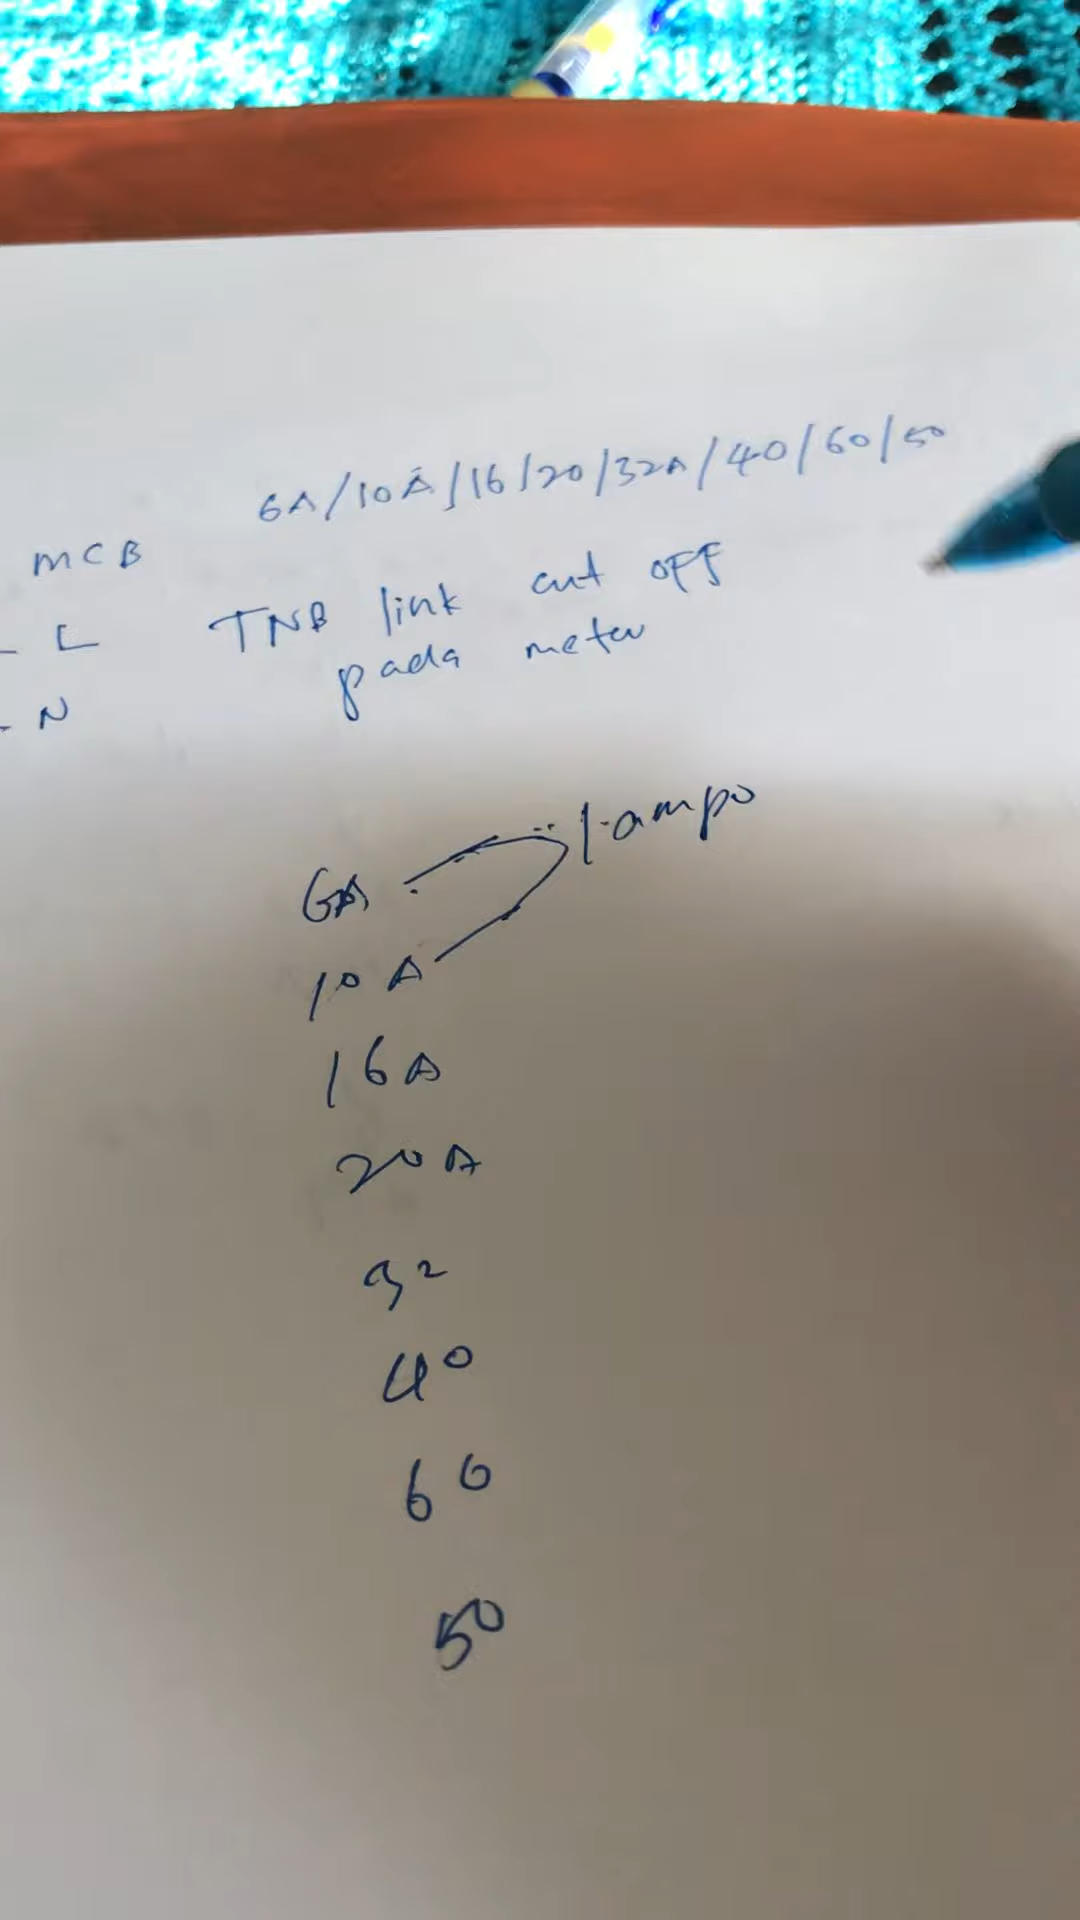 6A/10A/16/20/32A/40/60/50
MCB
L TNB link cut off
pada meter
N
6A
10A
16A
20A
32
40
60
50